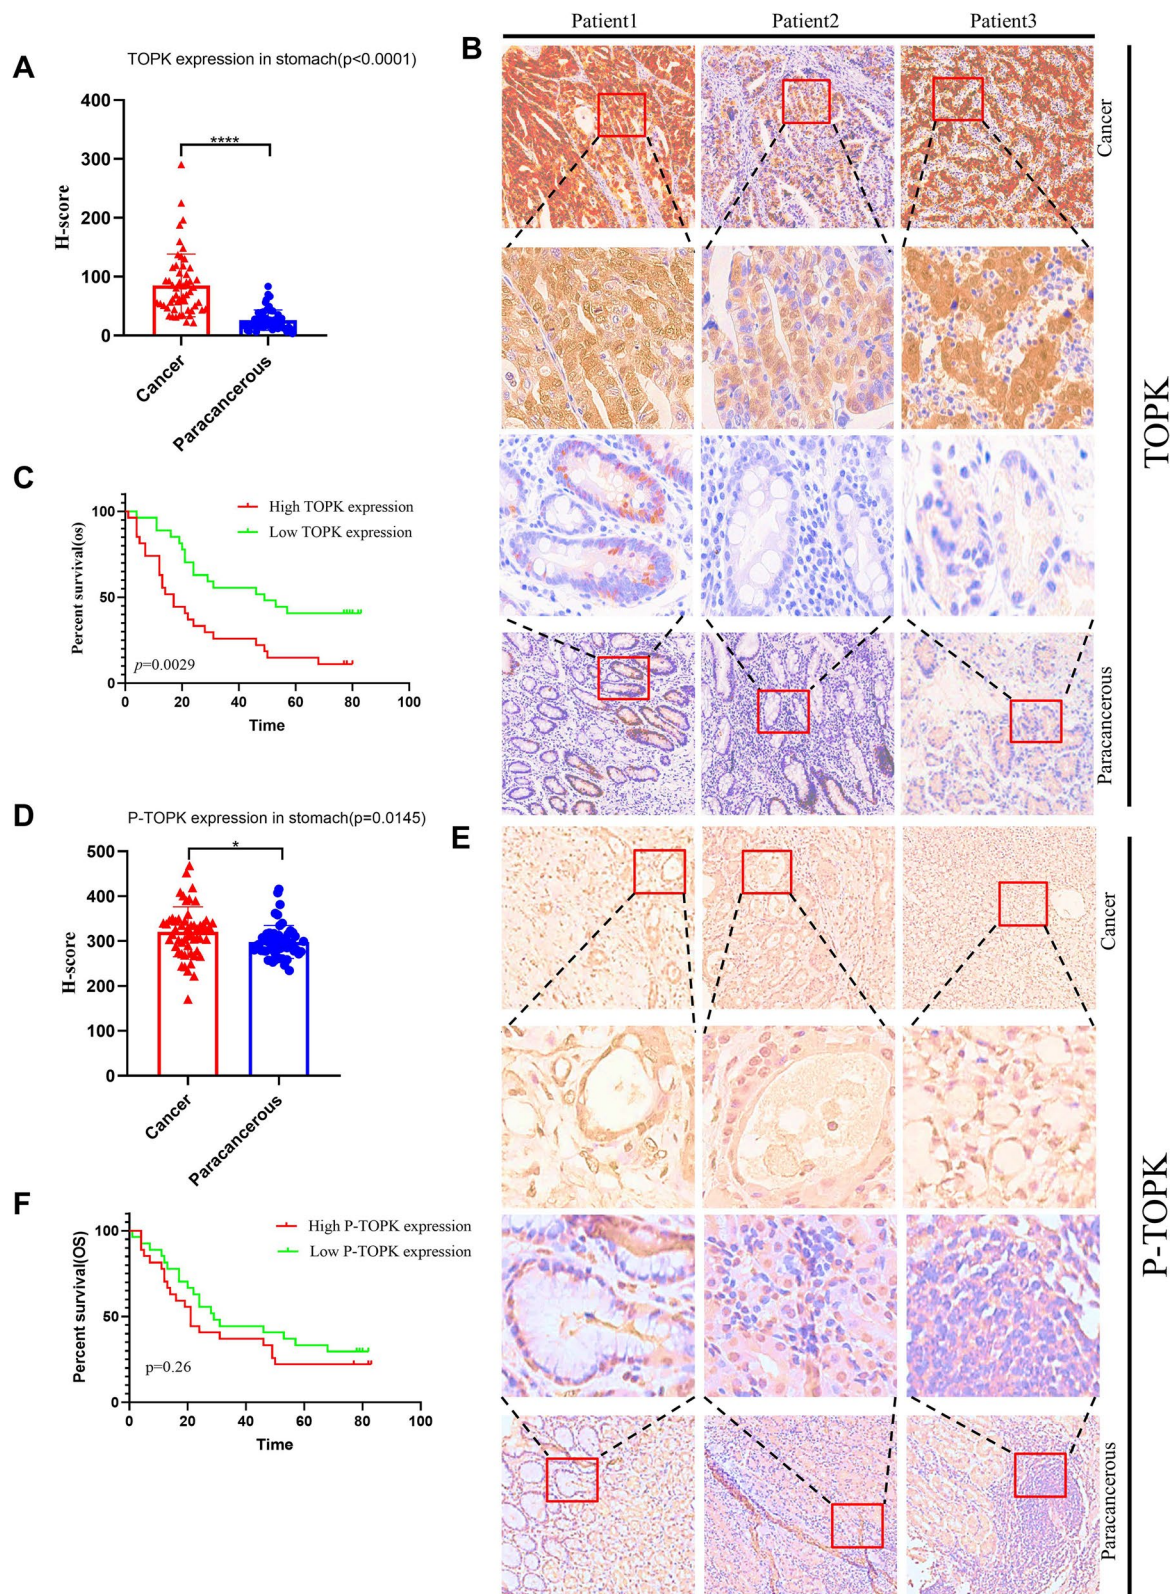 Patient1
Patient2
Patient3
A
TOPK expression in stomach(p<0.0001)
400
300
200
100
0
H-score
****
Cancer
Paracancerous
B
Cancer
Paracancerous
TOPK
C
100
50
0
Percent survival(os)
High TOPK expression
Low TOPK expression
p=0.0029
0 20 40 60 80 100
Time
D
P-TOPK expression in stomach(p=0.0145)
500
400
300
200
100
0
H-score
*
Cancer
Paracancerous
E
Cancer
Paracancerous
P-TOPK
F
100
50
0
Percent survival(OS)
High P-TOPK expression
Low P-TOPK expression
p=0.26
0 20 40 60 80 100
Time